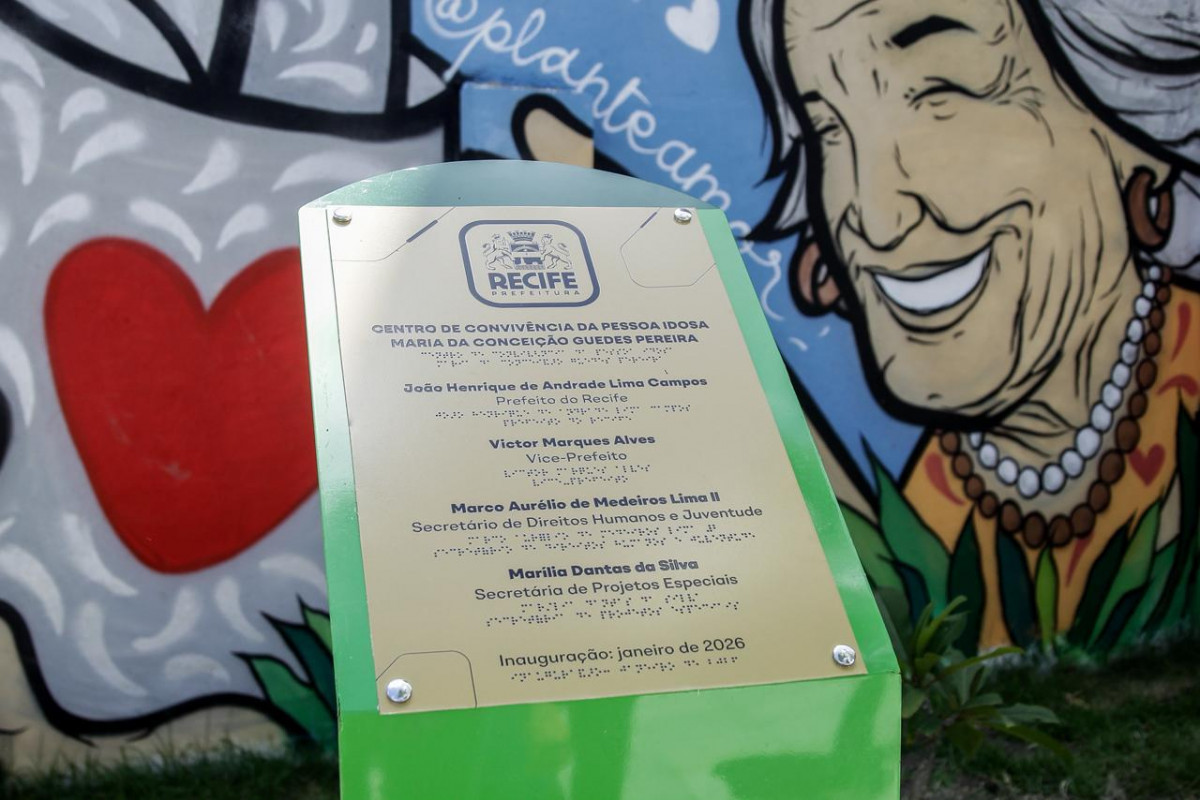 @planteamor
RECIFE
PREFEITURA
CENTRO DE CONVIVÊNCIA DA PESSOA IDOSA
MARIA DA CONCEIÇÃO GUEDES PEREIRA
João Henrique de Andrade Lima Campos
Prefeito do Recife
Victor Marques Alves
Vice-Prefeito
Marco Aurélio de Medeiros Lima II
Secretário de Direitos Humanos e Juventude
Marília Dantas da Silva
Secretária de Projetos Especiais
Inauguração: janeiro de 2026